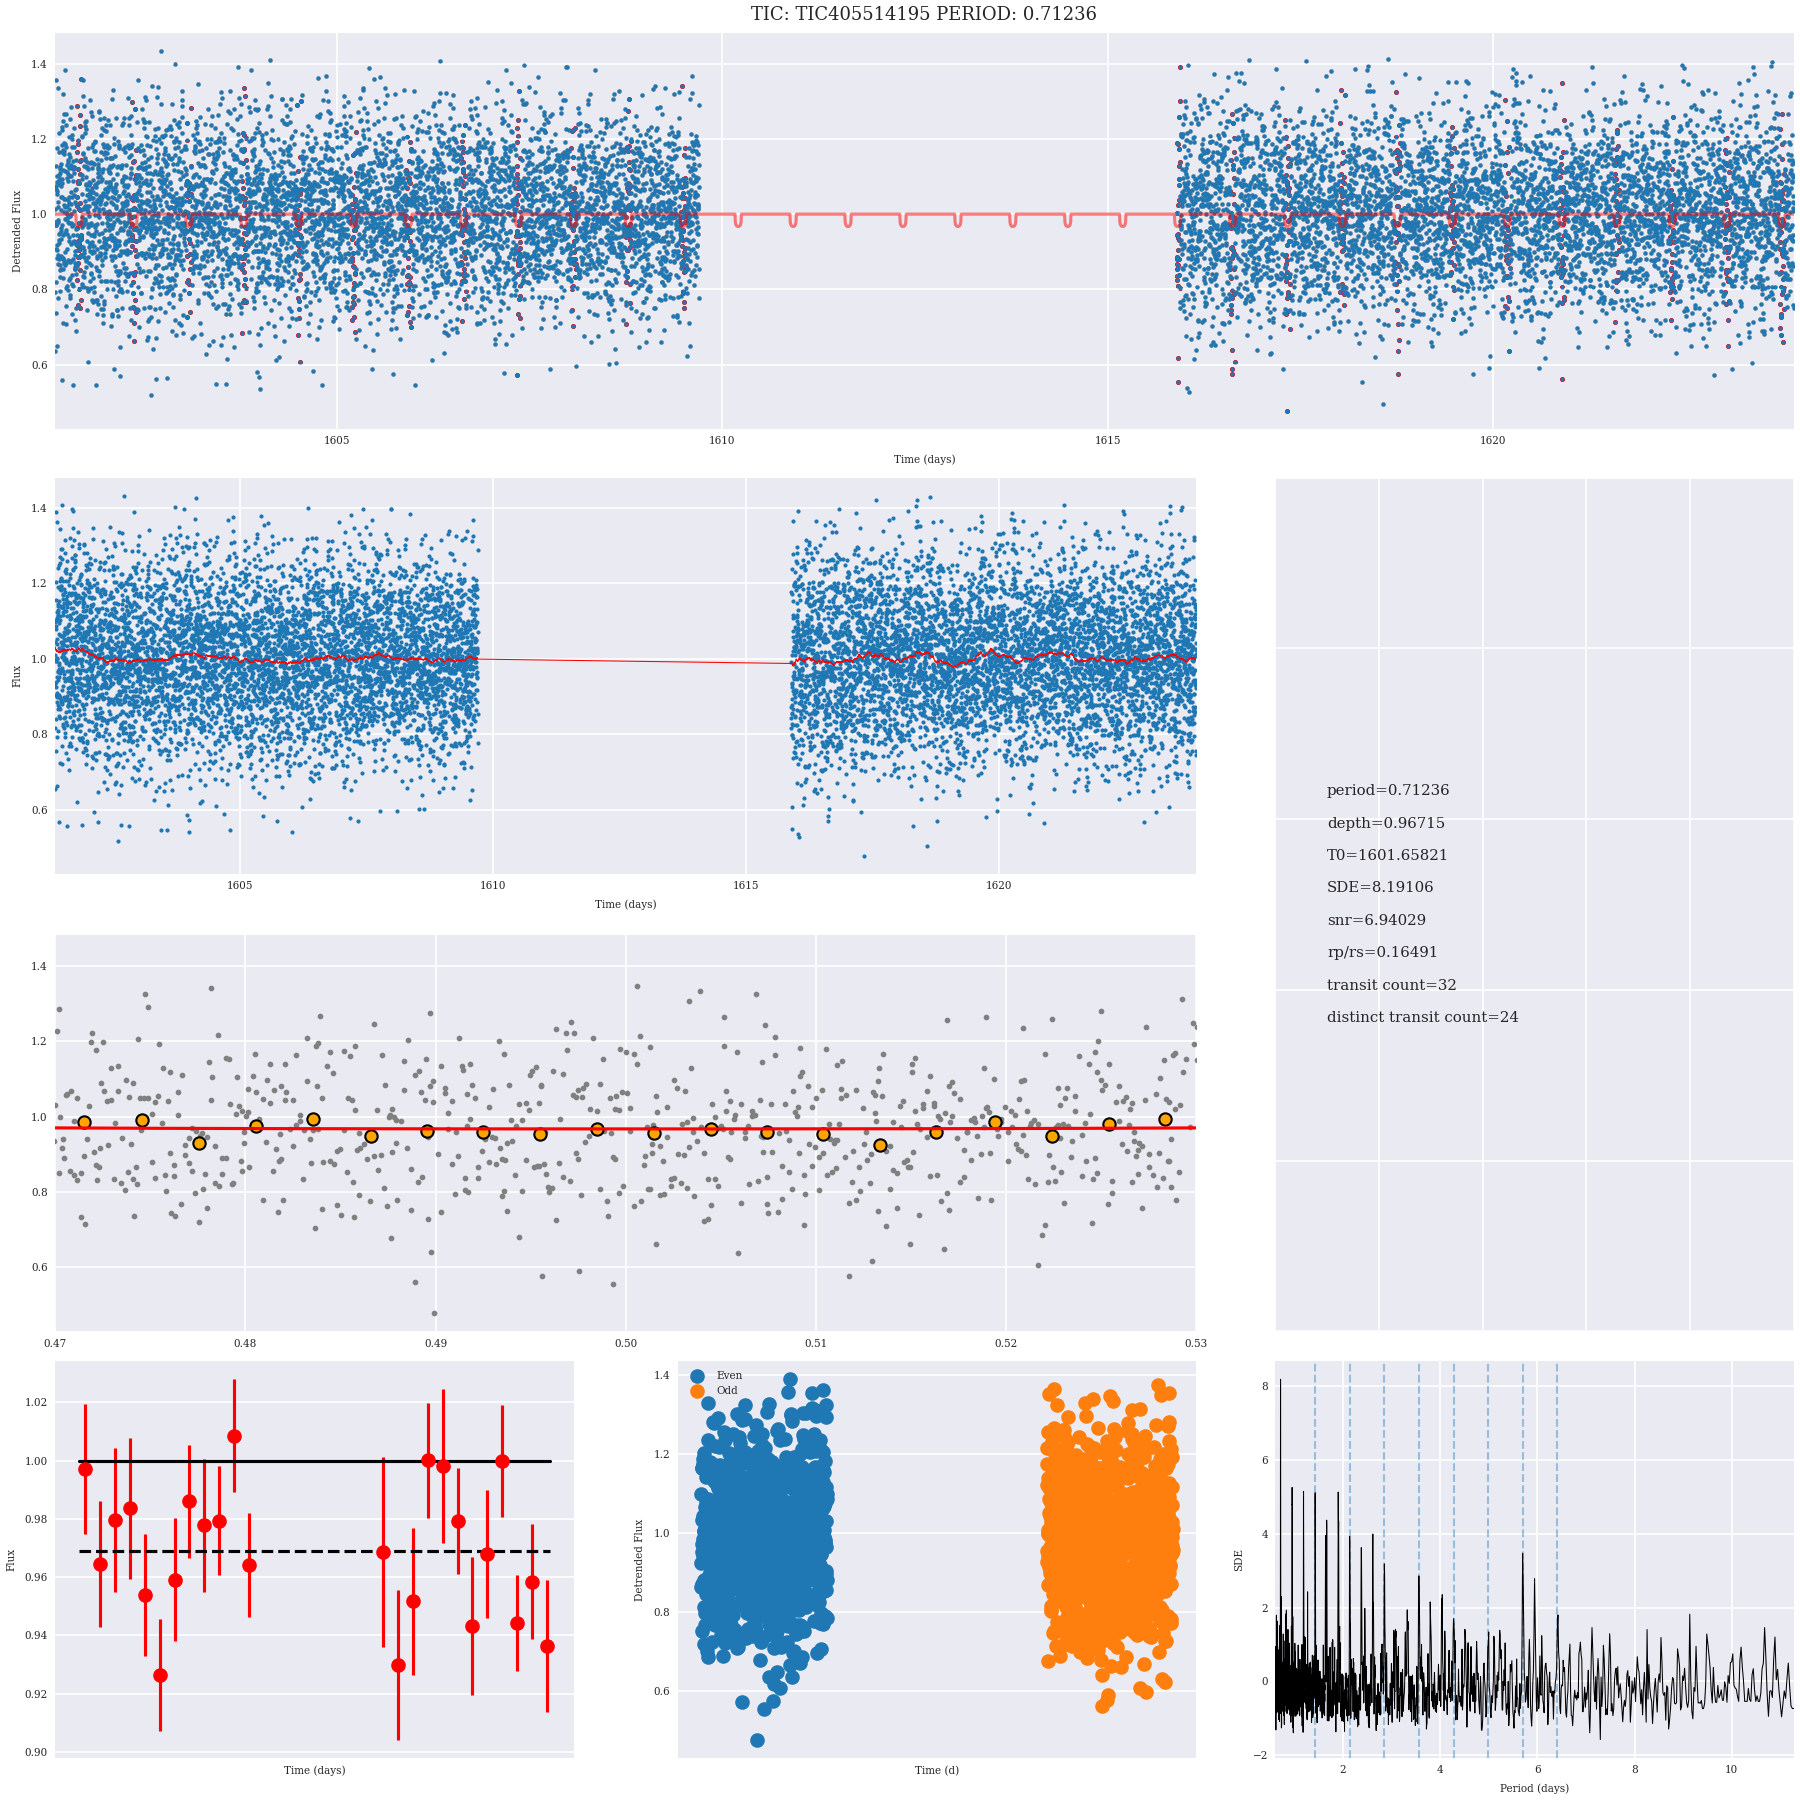 TIC: TIC405514195 PERIOD: 0.71236
1.4
1.2
1.0
0.8
0.6
Detrended Flux
1605
1610
1615
1620
Time (days)
1.4
1.2
1.0
0.8
0.6
Flux
1605
1610
1615
1620
Time (days)
period=0.71236
depth=0.96715
T0=1601.65821
SDE=8.19106
snr=6.94029
rp/rs=0.16491
transit count=32
distinct transit count=24
1.4
1.2
1.0
0.8
0.6
0.47
0.48
0.49
0.50
0.51
0.52
0.53
1.02
1.00
0.98
0.96
0.94
0.92
0.90
Flux
Time (days)
Even
Odd
1.4
1.2
1.0
0.8
0.6
Detrended Flux
Time (d)
8
6
4
2
0
−2
SDE
2
4
6
8
10
Period (days)